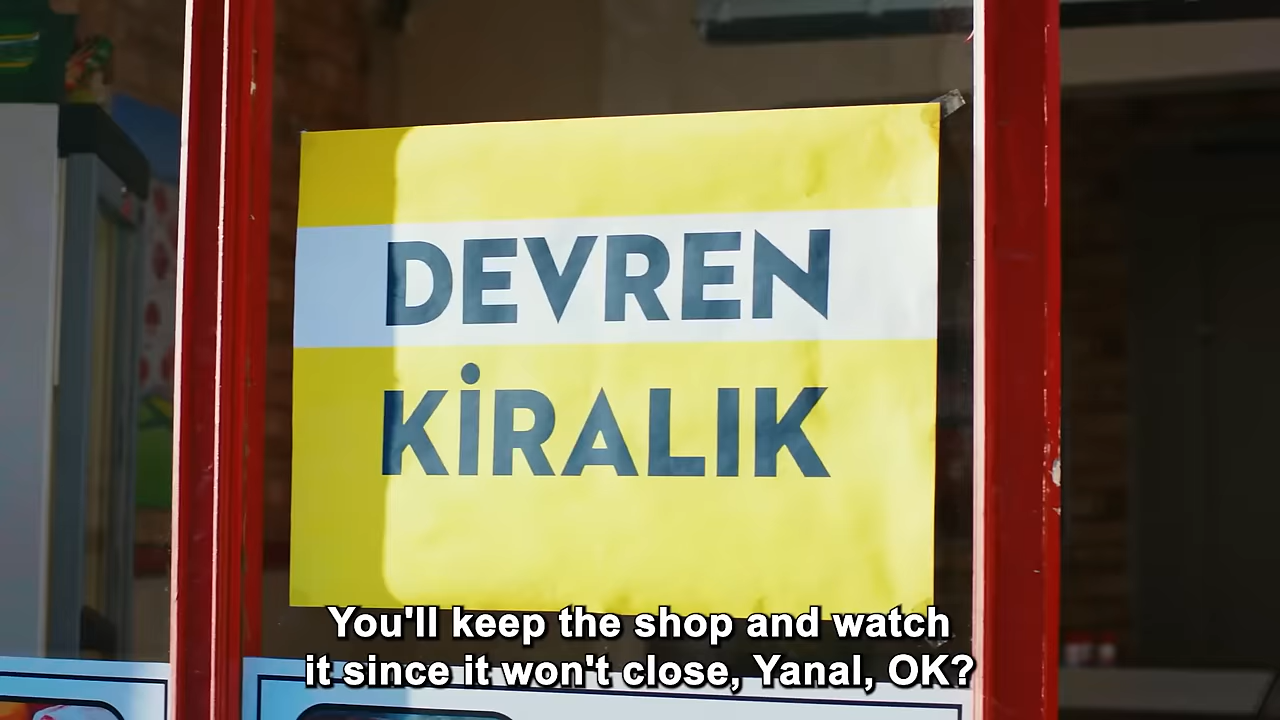 DEVREN
KİRALIK
You'll keep the shop and watch
it since it won't close, Yanal, OK?